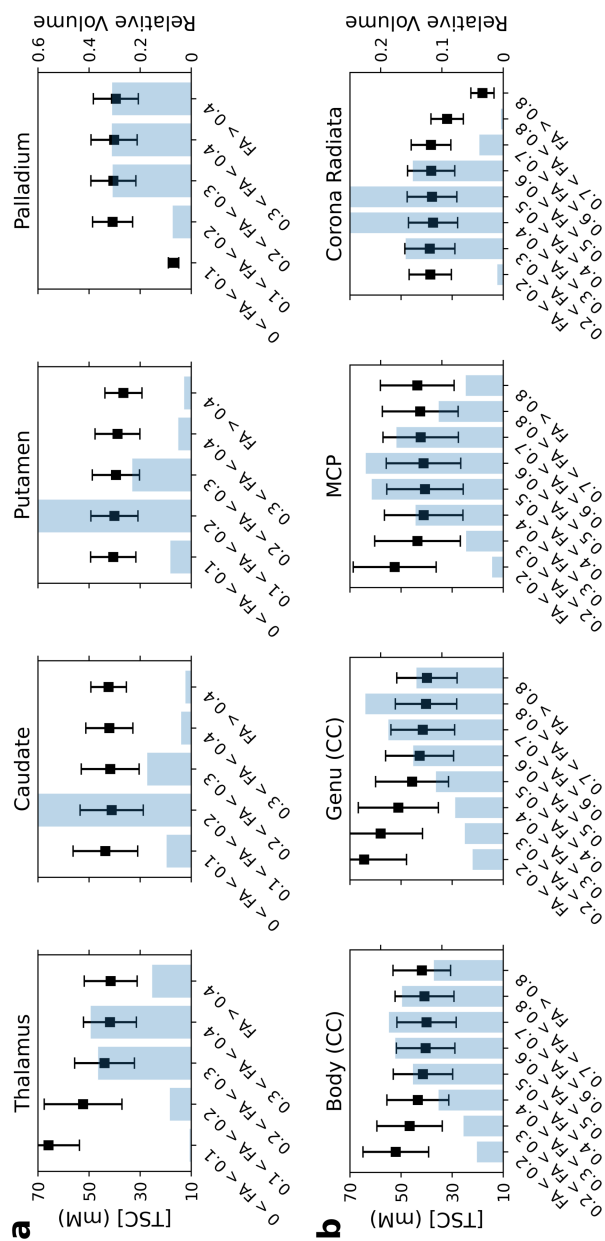 a
Thalamus
Caudate
Putamen
Palladium
[TSC] (mM)
70
50
30
10
0.6
0.4
0.2
0
Relative Volume
0 < FA < 0.1
0.1 < FA < 0.2
0.2 < FA < 0.3
0.3 < FA < 0.4
FA > 0.4
0 < FA < 0.1
0.1 < FA < 0.2
0.2 < FA < 0.3
0.3 < FA < 0.4
FA > 0.4
0 < FA < 0.1
0.1 < FA < 0.2
0.2 < FA < 0.3
0.3 < FA < 0.4
FA > 0.4
0 < FA < 0.1
0.1 < FA < 0.2
0.2 < FA < 0.3
0.3 < FA < 0.4
FA > 0.4
b
Body (CC)
Genu (CC)
MCP
Corona Radiata
[TSC] (mM)
70
50
30
10
0.2
0.1
0
Relative Volume
FA < 0.2
0.2 < FA < 0.3
0.3 < FA < 0.4
0.4 < FA < 0.5
0.5 < FA < 0.6
0.6 < FA < 0.7
0.7 < FA < 0.8
FA > 0.8
FA < 0.2
0.2 < FA < 0.3
0.3 < FA < 0.4
0.4 < FA < 0.5
0.5 < FA < 0.6
0.6 < FA < 0.7
0.7 < FA < 0.8
FA > 0.8
FA < 0.2
0.2 < FA < 0.3
0.3 < FA < 0.4
0.4 < FA < 0.5
0.5 < FA < 0.6
0.6 < FA < 0.7
0.7 < FA < 0.8
FA > 0.8
FA < 0.2
0.2 < FA < 0.3
0.3 < FA < 0.4
0.4 < FA < 0.5
0.5 < FA < 0.6
0.6 < FA < 0.7
0.7 < FA < 0.8
FA > 0.8